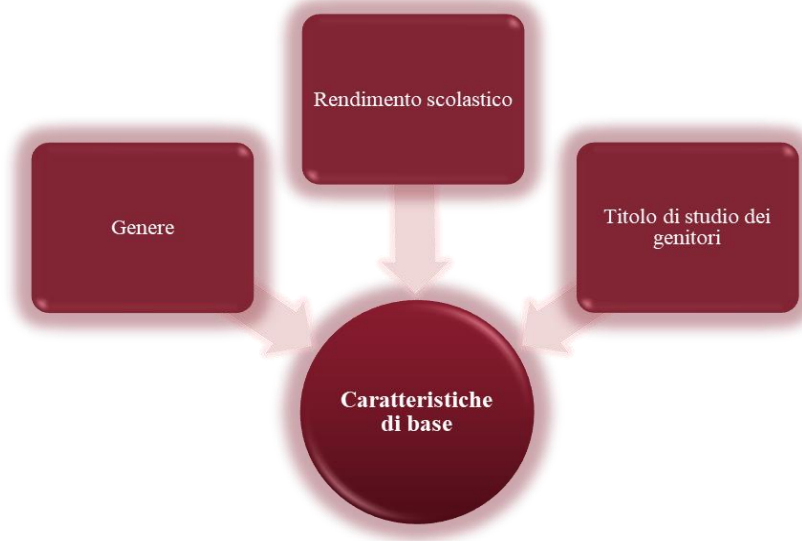 Rendimento scolastico
Genere
Titolo di studio dei
genitori
Caratteristiche
di base